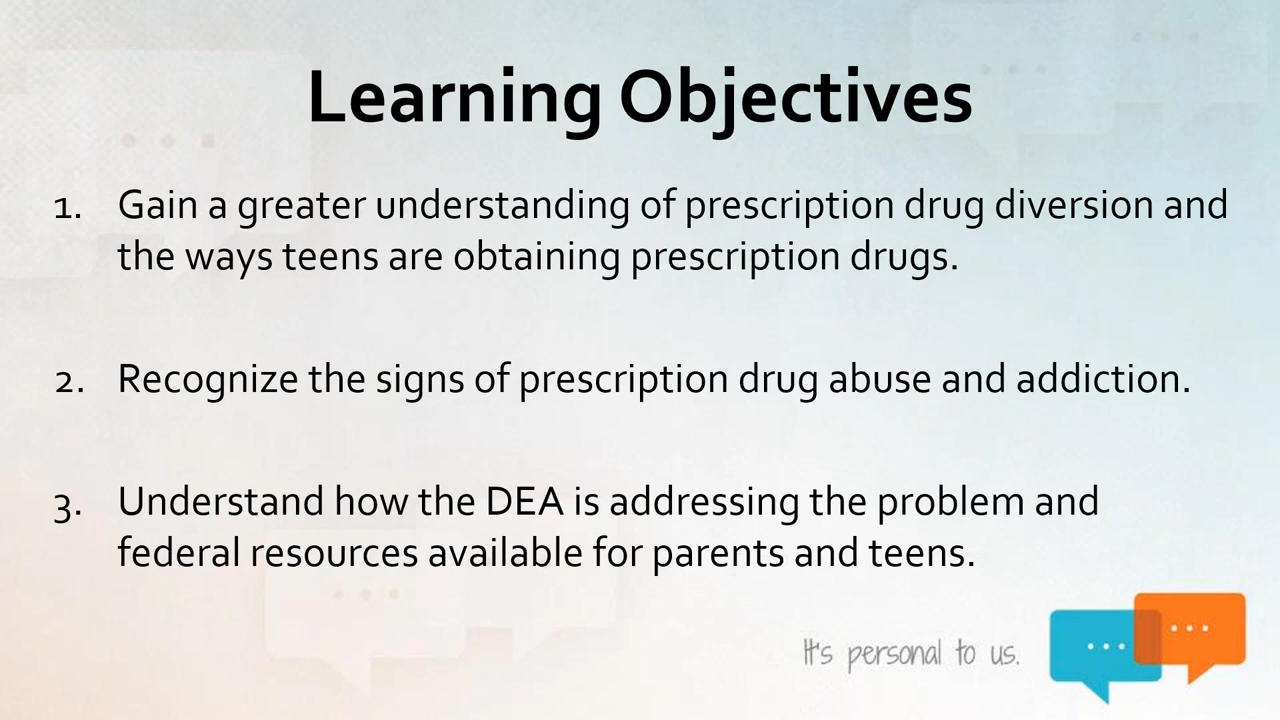 Learning Objectives
1. Gain a greater understanding of prescription drug diversion and
the ways teens are obtaining prescription drugs.
2. Recognize the signs of prescription drug abuse and addiction.
3. Understand how the DEA is addressing the problem and
federal resources available for parents and teens.
It's personal to us.